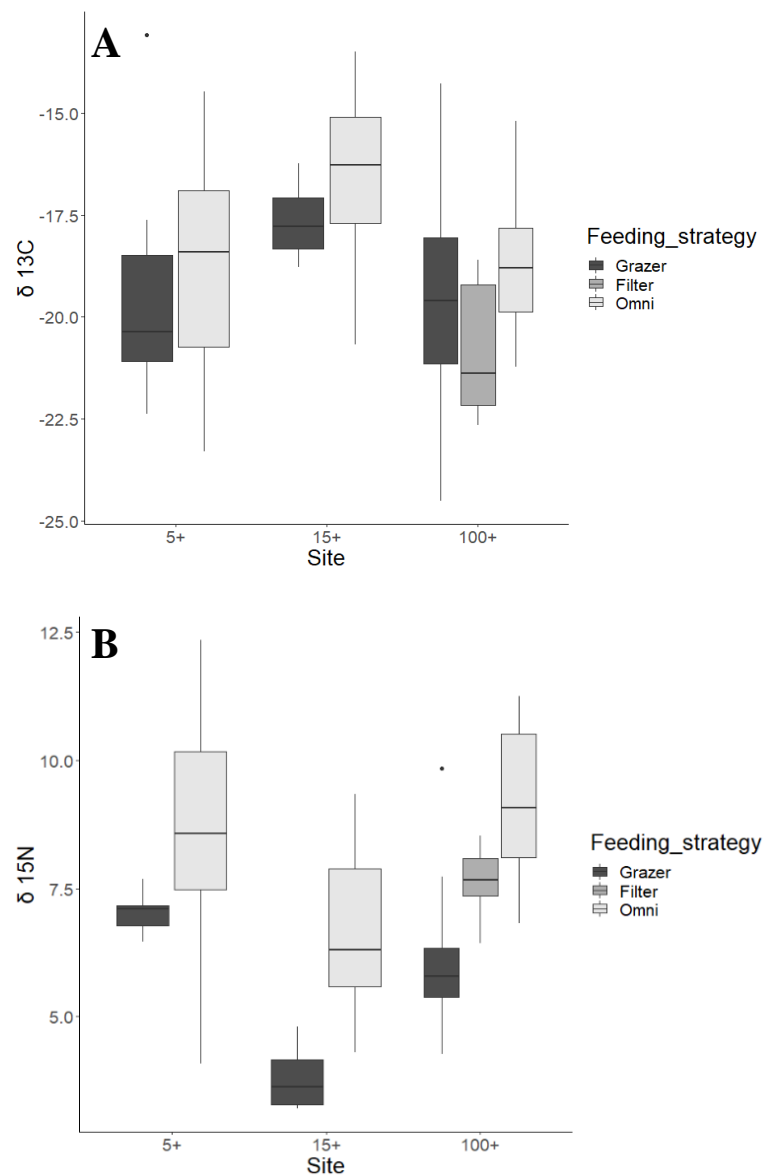 A
-15.0
-17.5
-20.0
-22.5
-25.0
δ 13C
5+ 15+ 100+
Site
Feeding_strategy
Grazer
Filter
Omni
B
12.5
10.0
7.5
5.0
δ 15N
5+ 15+ 100+
Site
Feeding_strategy
Grazer
Filter
Omni